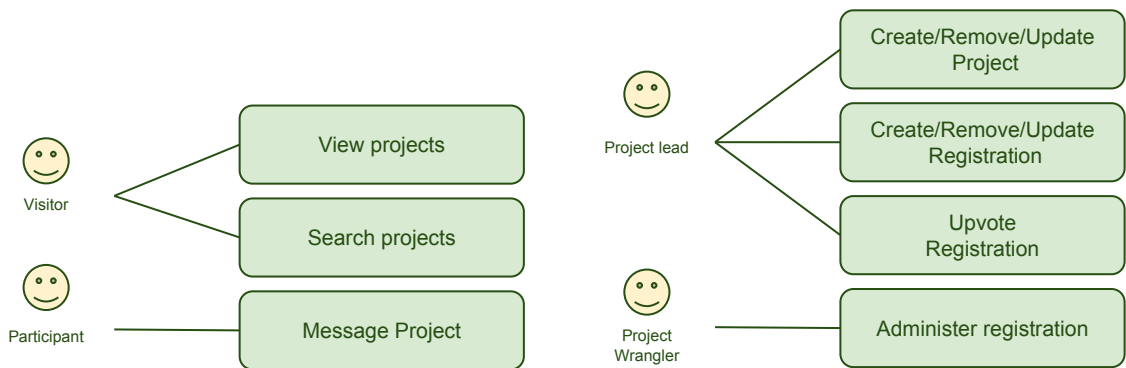 Visitor
View projects
Search projects
Participant
Message Project
Project lead
Create/Remove/Update
Project
Create/Remove/Update
Registration
Upvote
Registration
Project
Wrangler
Administer registration